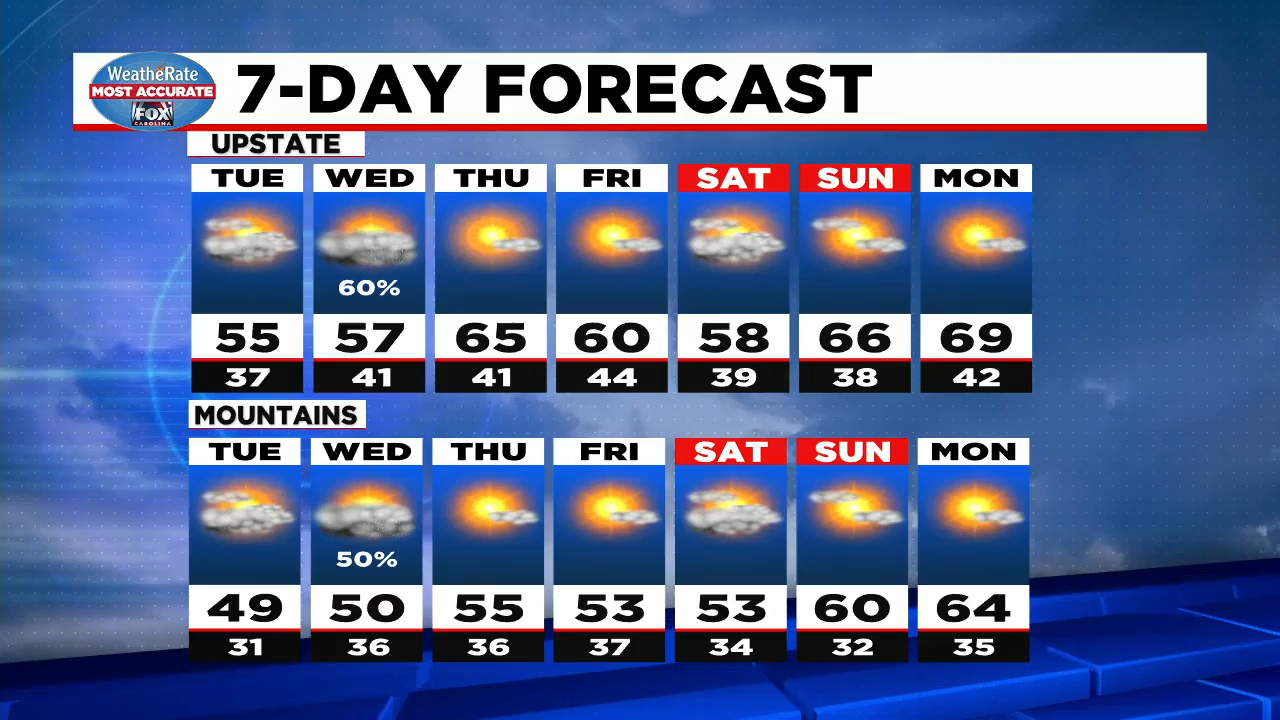 WeatheRate
MOST ACCURATE
FOX
CAROLINA
7-DAY FORECAST
UPSTATE
TUE WED THU FRI SAT SUN MON
60%
55 57 65 60 58 66 69
37 41 41 44 39 38 42
MOUNTAINS
TUE WED THU FRI SAT SUN MON
50%
49 50 55 53 53 60 64
31 36 36 37 34 32 35